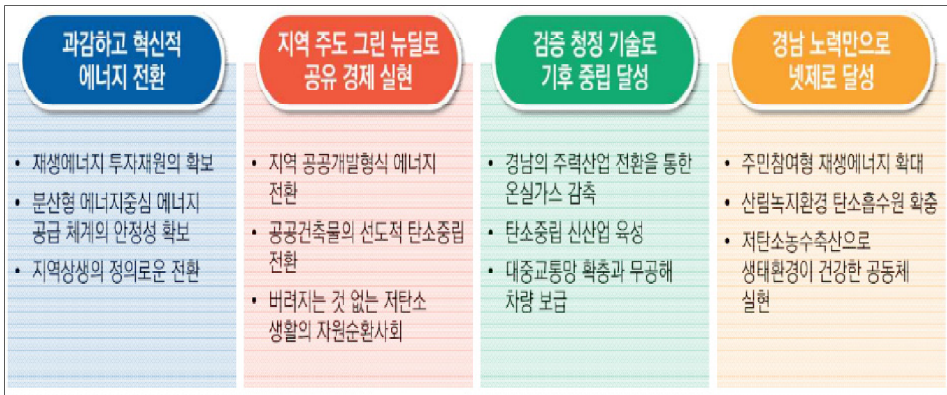 과감하고 혁신적
에너지 전환
• 재생에너지 투자재원의 확보
• 문산형 에너지중심 에너지
공급 체계의 안정성 확보
• 지역상생의 정의로운 전환
지역 주도 그린 뉴딜로
공유 경제 실현
• 지역 공공개발형식 에너지
전환
• 공공건축물의 선도적 탄소중립
전환
• 버려지는 것 없는 저탄소
생활의 자원순환사회
검증 청정 기술로
기후 중립 달성
• 경남의 주력산업 전환을 통한
온실가스 감축
• 탄소중립 신산업 육성
• 대중교통망 확충과 무공해
차량 보급
경남 노력만으로
넷제로 달성
• 주민참여형 재생에너지 확대
• 산림녹지환경 탄소흡수원 확충
• 저탄소농수축산으로
생태환경이 건강한 공동체
실현